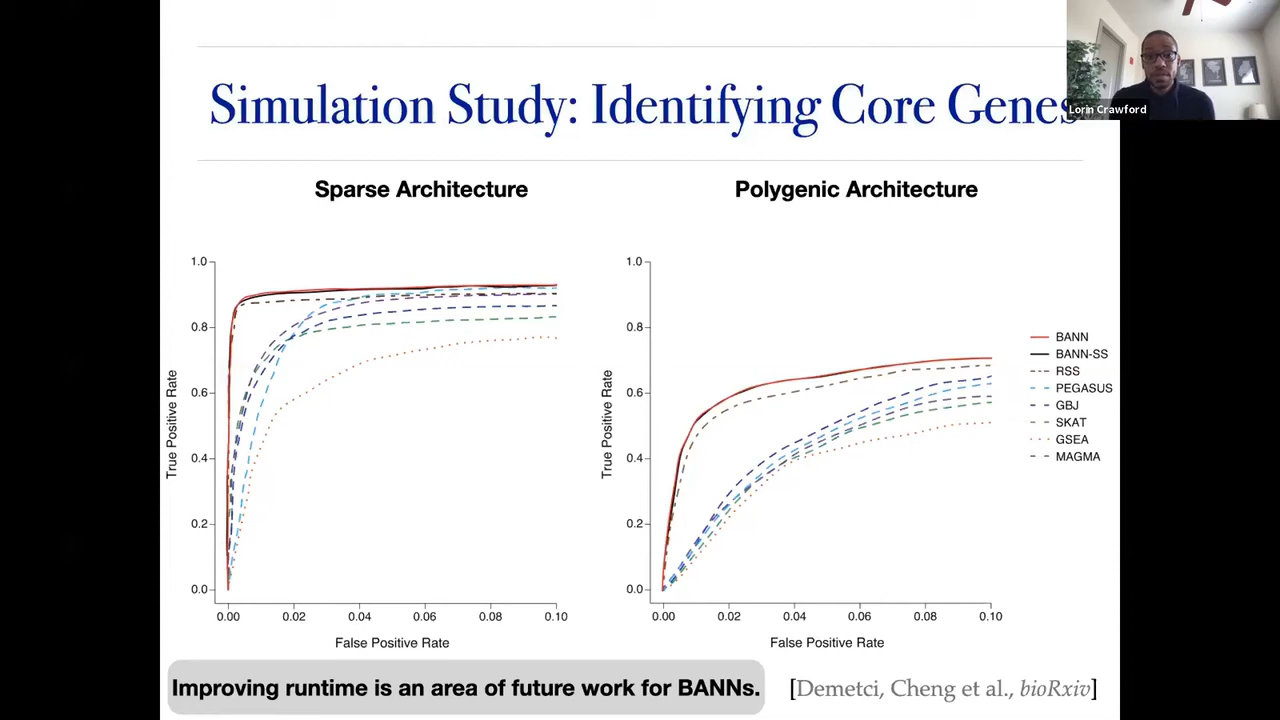 Lorin Crawford
Simulation Study: Identifying Core Genes
Sparse Architecture
Polygenic Architecture
1.0
0.8
0.6
0.4
0.2
0.0
True Positive Rate
0.00 0.02 0.04 0.06 0.08 0.10
False Positive Rate
1.0
0.8
0.6
0.4
0.2
0.0
True Positive Rate
0.00 0.02 0.04 0.06 0.08 0.10
False Positive Rate
BANN
BANN-SS
RSS
PEGASUS
GBJ
SKAT
GSEA
MAGMA
Improving runtime is an area of future work for BANNs.
[Demetci, Cheng et al., bioRxiv]